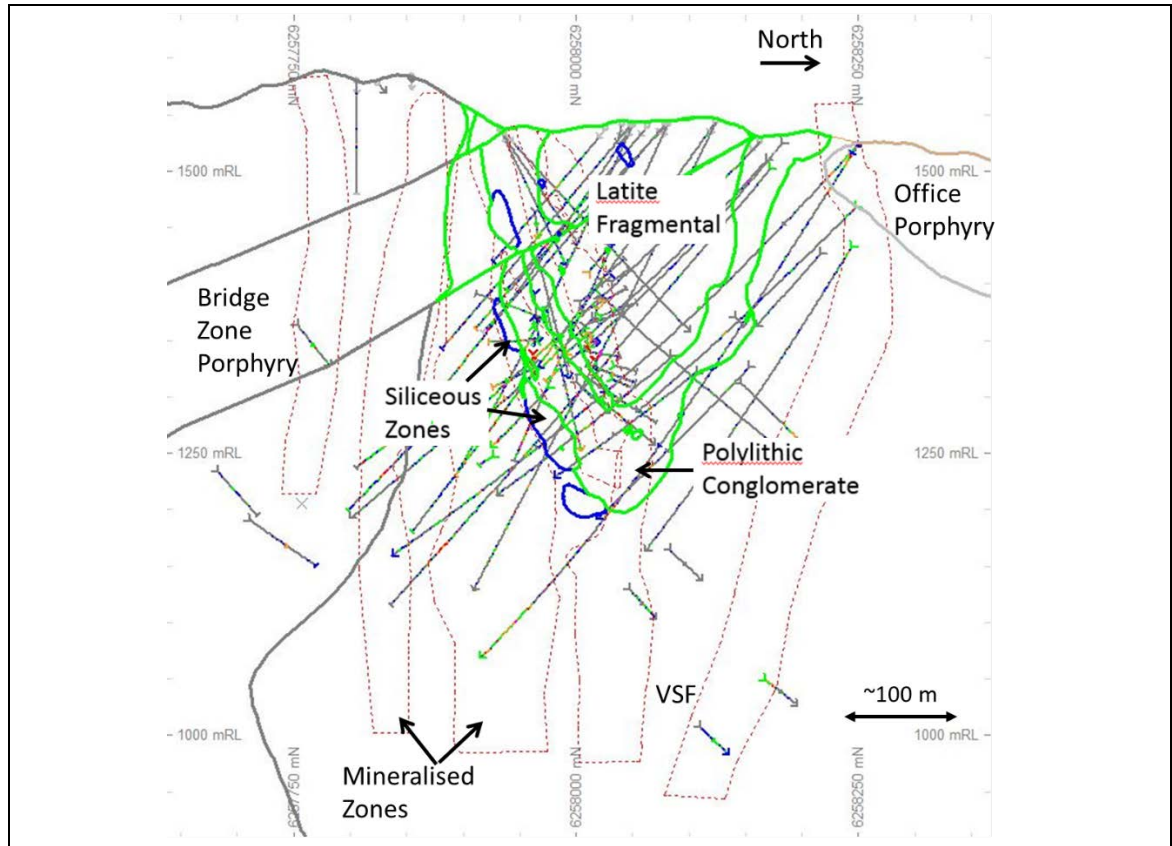 North
6257750 mN
6258000 mN
6258250 mN
1500 mRL
1500 mRL
Latite
Fragmental
Office
Porphyry
Bridge
Zone
Porphyry
Siliceous
Zones
1250 mRL
1250 mRL
Polylithic
Conglomerate
VSF
~100 m
1000 mRL
1000 mRL
Mineralised
Zones
6257750 mN
6258000 mN
6258250 mN